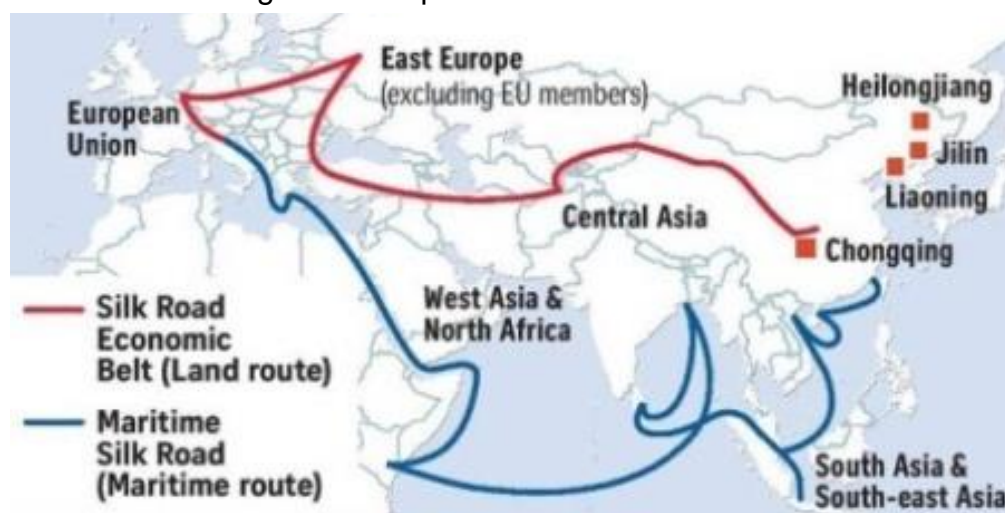 East Europe
(excluding EU members)
Heilongjiang
European
Union
Jilin
Liaoning
Central Asia
Chongqing
West Asia &
North Africa
Silk Road
Economic
Belt (Land route)
Maritime
Silk Road
(Maritime route)
South Asia &
South-east Asia